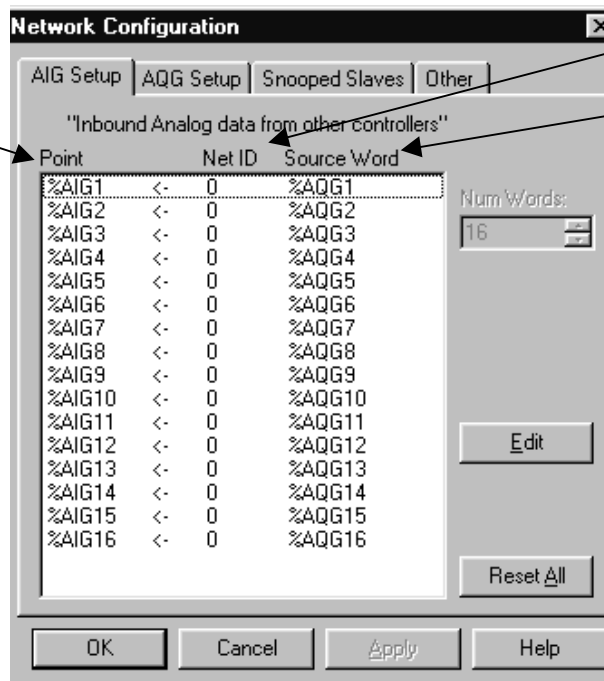 Network Configuration
AIG Setup AQG Setup Snooped Slaves Other
"Inbound Analog data from other controllers"
Point Net ID Source Word
%AIG1 <- 0 %AQG1
%AIG2 <- 0 %AQG2
%AIG3 <- 0 %AQG3
%AIG4 <- 0 %AQG4
%AIG5 <- 0 %AQG5
%AIG6 <- 0 %AQG6
%AIG7 <- 0 %AQG7
%AIG8 <- 0 %AQG8
%AIG9 <- 0 %AQG9
%AIG10 <- 0 %AQG10
%AIG11 <- 0 %AQG11
%AIG12 <- 0 %AQG12
%AIG13 <- 0 %AQG13
%AIG14 <- 0 %AQG14
%AIG15 <- 0 %AQG15
%AIG16 <- 0 %AQG16
Num Words:
16
Edit
Reset All
OK Cancel Apply Help